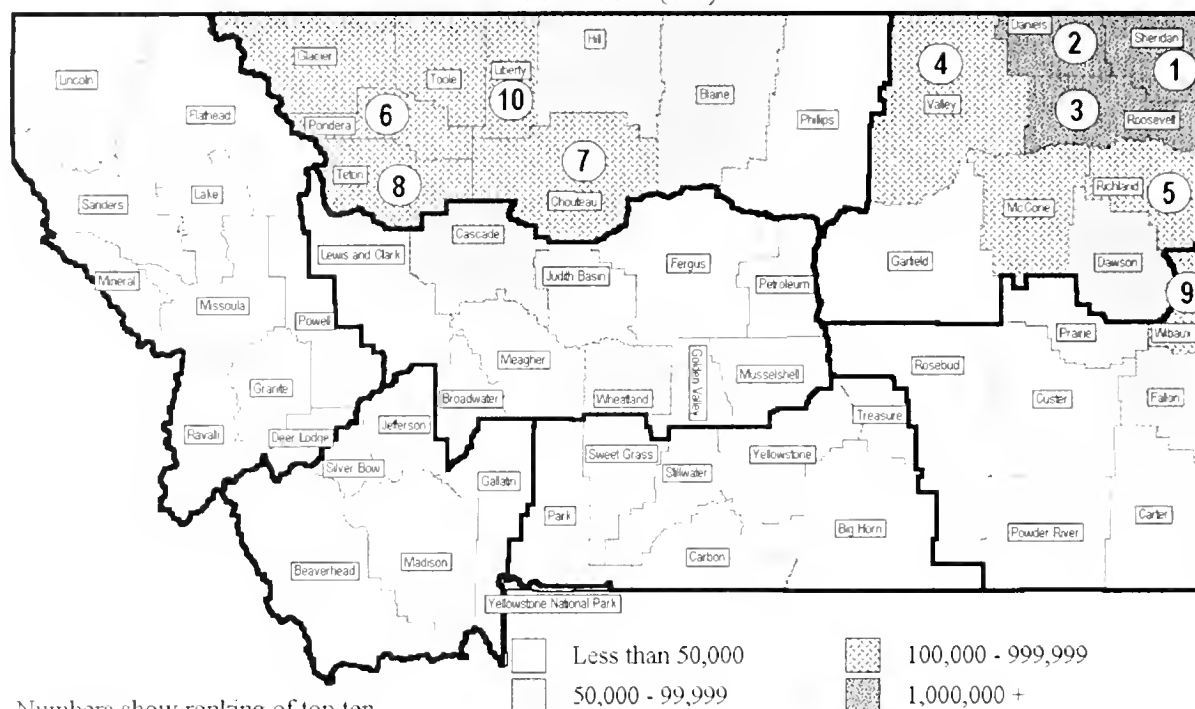 Daniels
Sheridan
2
1
Hill
Glacier
Toole
Liberty
4
Lincoln
10
Blaine
Valley
3
Flathead
6
Phillips
Roosevelt
Pondera
7
Teton
8
Richland
5
Sanders
Lake
Chouteau
McCone
Cascade
Lewis and Clark
Fergus
Garfield
Dawson
Judith Basin
Mineral
Petroleum
9
Missoula
Powell
Prairie
Wibaux
Meagher
Golden Valley
Musselshell
Rosebud
Granite
Broadwater
Wheatland
Custer
Fallon
Treasure
Ravalli
Deer Lodge
Jefferson
Silver Bow
Sweet Grass
Yellowstone
Stillwater
Gallatin
Park
Big Horn
Carter
Powder River
Beaverhead
Madison
Carbon
Yellowstone National Park
Less than 50,000
100,000 - 999,999
50,000 - 99,999
1,000,000 +
Numbers show ranking of top ten